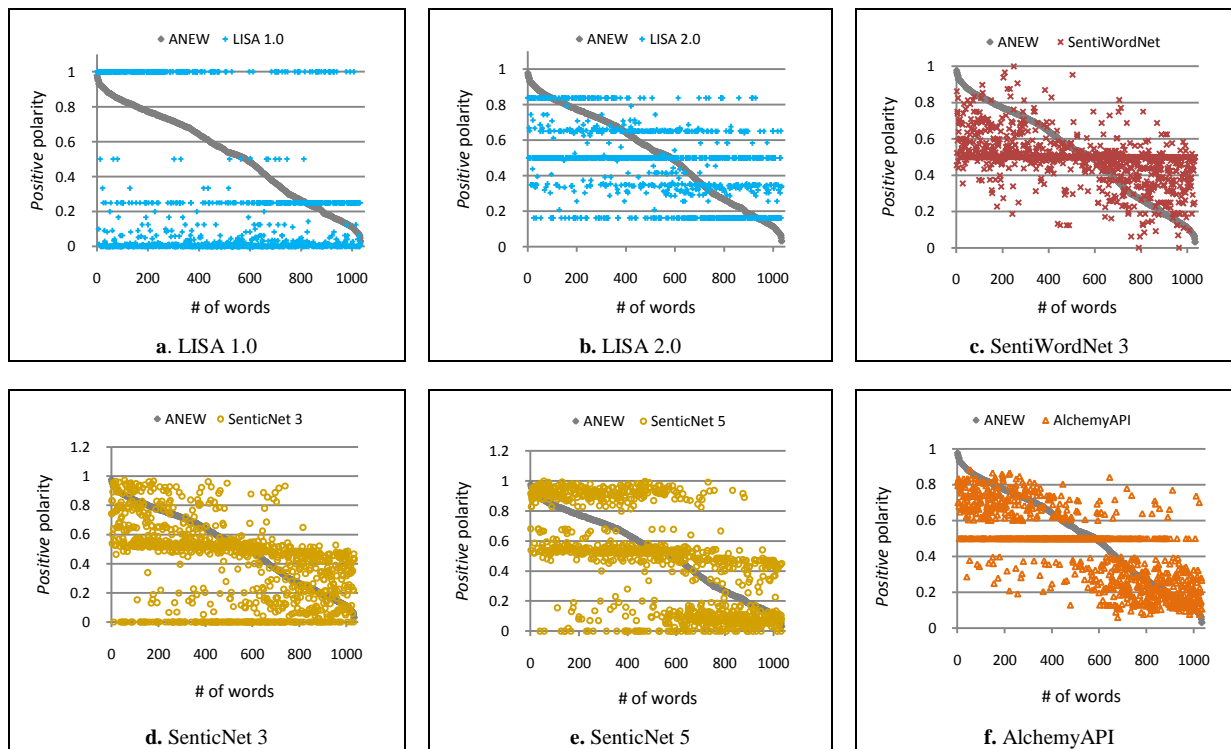 ANEW LISA 1.0
Positive polarity
1
0.8
0.6
0.4
0.2
0
0 200 400 600 800 1000
# of words
a. LISA 1.0
ANEW LISA 2.0
Positive polarity
1
0.8
0.6
0.4
0.2
0
0 200 400 600 800 1000
# of words
b. LISA 2.0
ANEW SentiWordNet
Positive polarity
1
0.8
0.6
0.4
0.2
0
0 200 400 600 800 1000
# of words
c. SentiWordNet 3
ANEW SenticNet 3
Positive polarity
1.2
1
0.8
0.6
0.4
0.2
0
0 200 400 600 800 1000
# of words
d. SenticNet 3
ANEW SenticNet 5
Positive polarity
1.2
1
0.8
0.6
0.4
0.2
0
0 200 400 600 800 1000
# of words
e. SenticNet 5
ANEW AlchemyAPI
Positive polarity
1
0.8
0.6
0.4
0.2
0
0 200 400 600 800 1000
# of words
f. AlchemyAPI